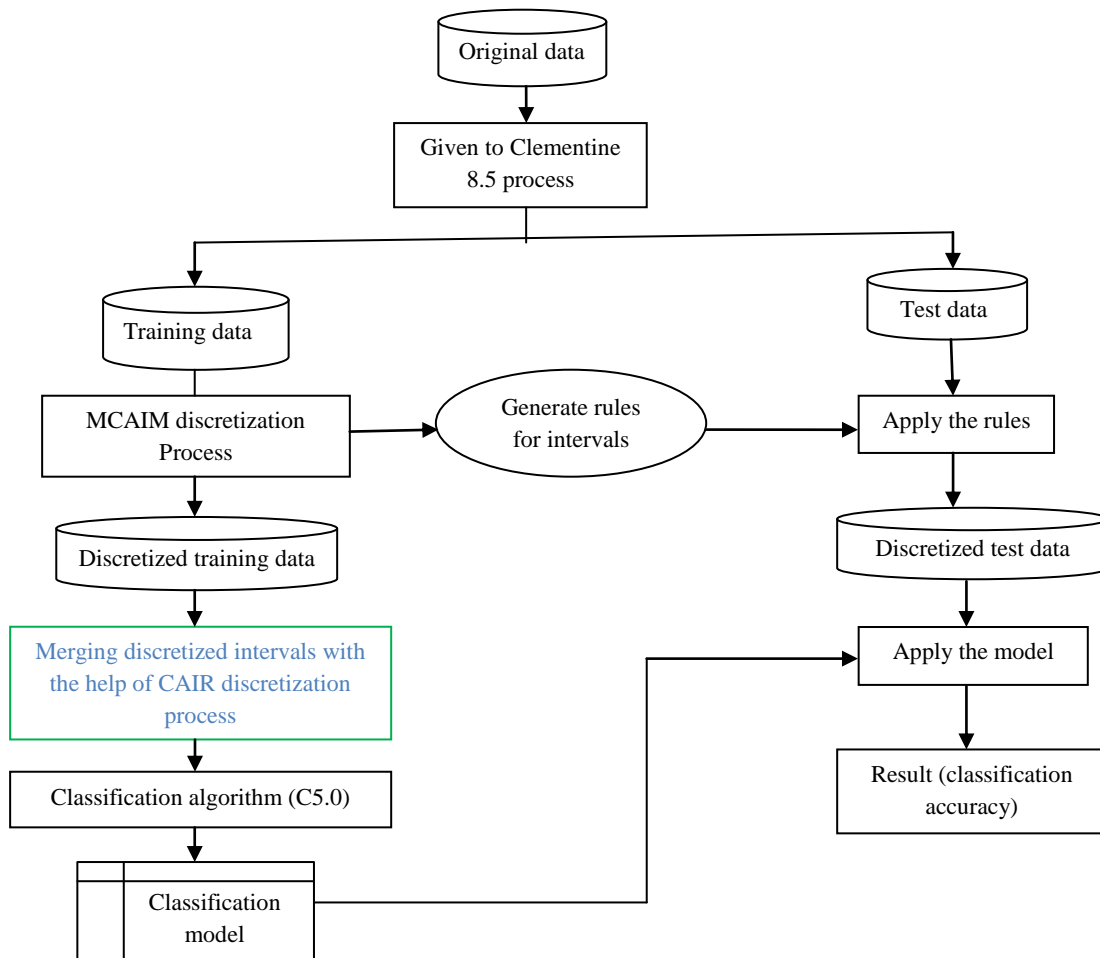 Original data
Given to Clementine
8.5 process
Training data
Test data
MCAIM discretization
Process
Generate rules
for intervals
Apply the rules
Discretized training data
Discretized test data
Merging discretized intervals with
the help of CAIR discretization
process
Apply the model
Classification algorithm (C5.0)
Result (classification
accuracy)
Classification
model